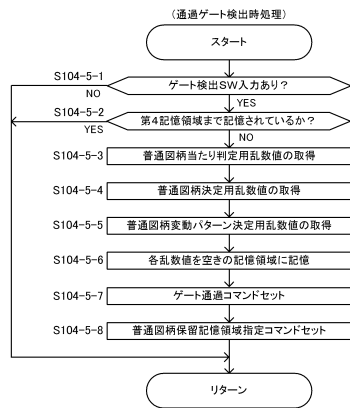 (通過ゲート検出時処理)
スタート
S104-5-1
ゲート検出SW入力あり?
NO
YES
S104-5-2
第4記憶領域まで記憶されているか?
YES
NO
S104-5-3
普通図柄当たり判定用乱数値の取得
S104-5-4
普通図柄決定用乱数値の取得
S104-5-5
普通図柄変動パターン決定用乱数値の取得
S104-5-6
各乱数値を空きの記憶領域に記憶
S104-5-7
ゲート通過コマンドセット
S104-5-8
普通図柄保留記憶領域指定コマンドセット
リターン